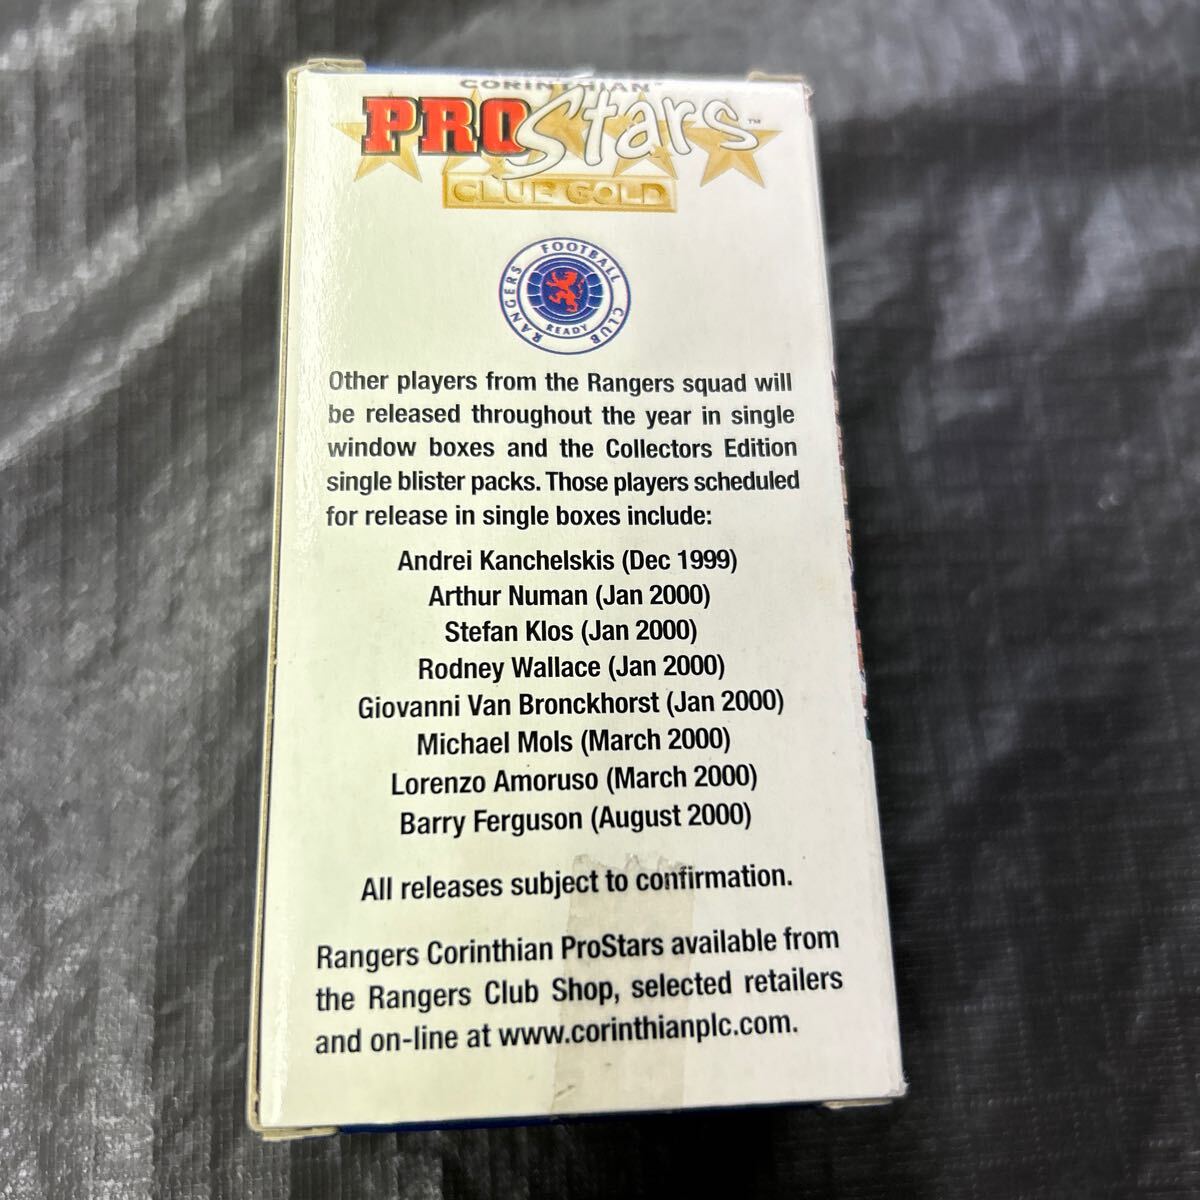 CORINTHIAN™
PRO Stars™
CLUB GOLD
RANGERS FOOTBALL CLUB
READY
Other players from the Rangers squad will
be released throughout the year in single
window boxes and the Collectors Edition
single blister packs. Those players scheduled
for release in single boxes include:
Andrei Kanchelskis (Dec 1999)
Arthur Numan (Jan 2000)
Stefan Klos (Jan 2000)
Rodney Wallace (Jan 2000)
Giovanni Van Bronckhorst (Jan 2000)
Michael Mols (March 2000)
Lorenzo Amoruso (March 2000)
Barry Ferguson (August 2000)
All releases subject to confirmation.
Rangers Corinthian ProStars available from
the Rangers Club Shop, selected retailers
and on-line at www.corinthianplc.com.